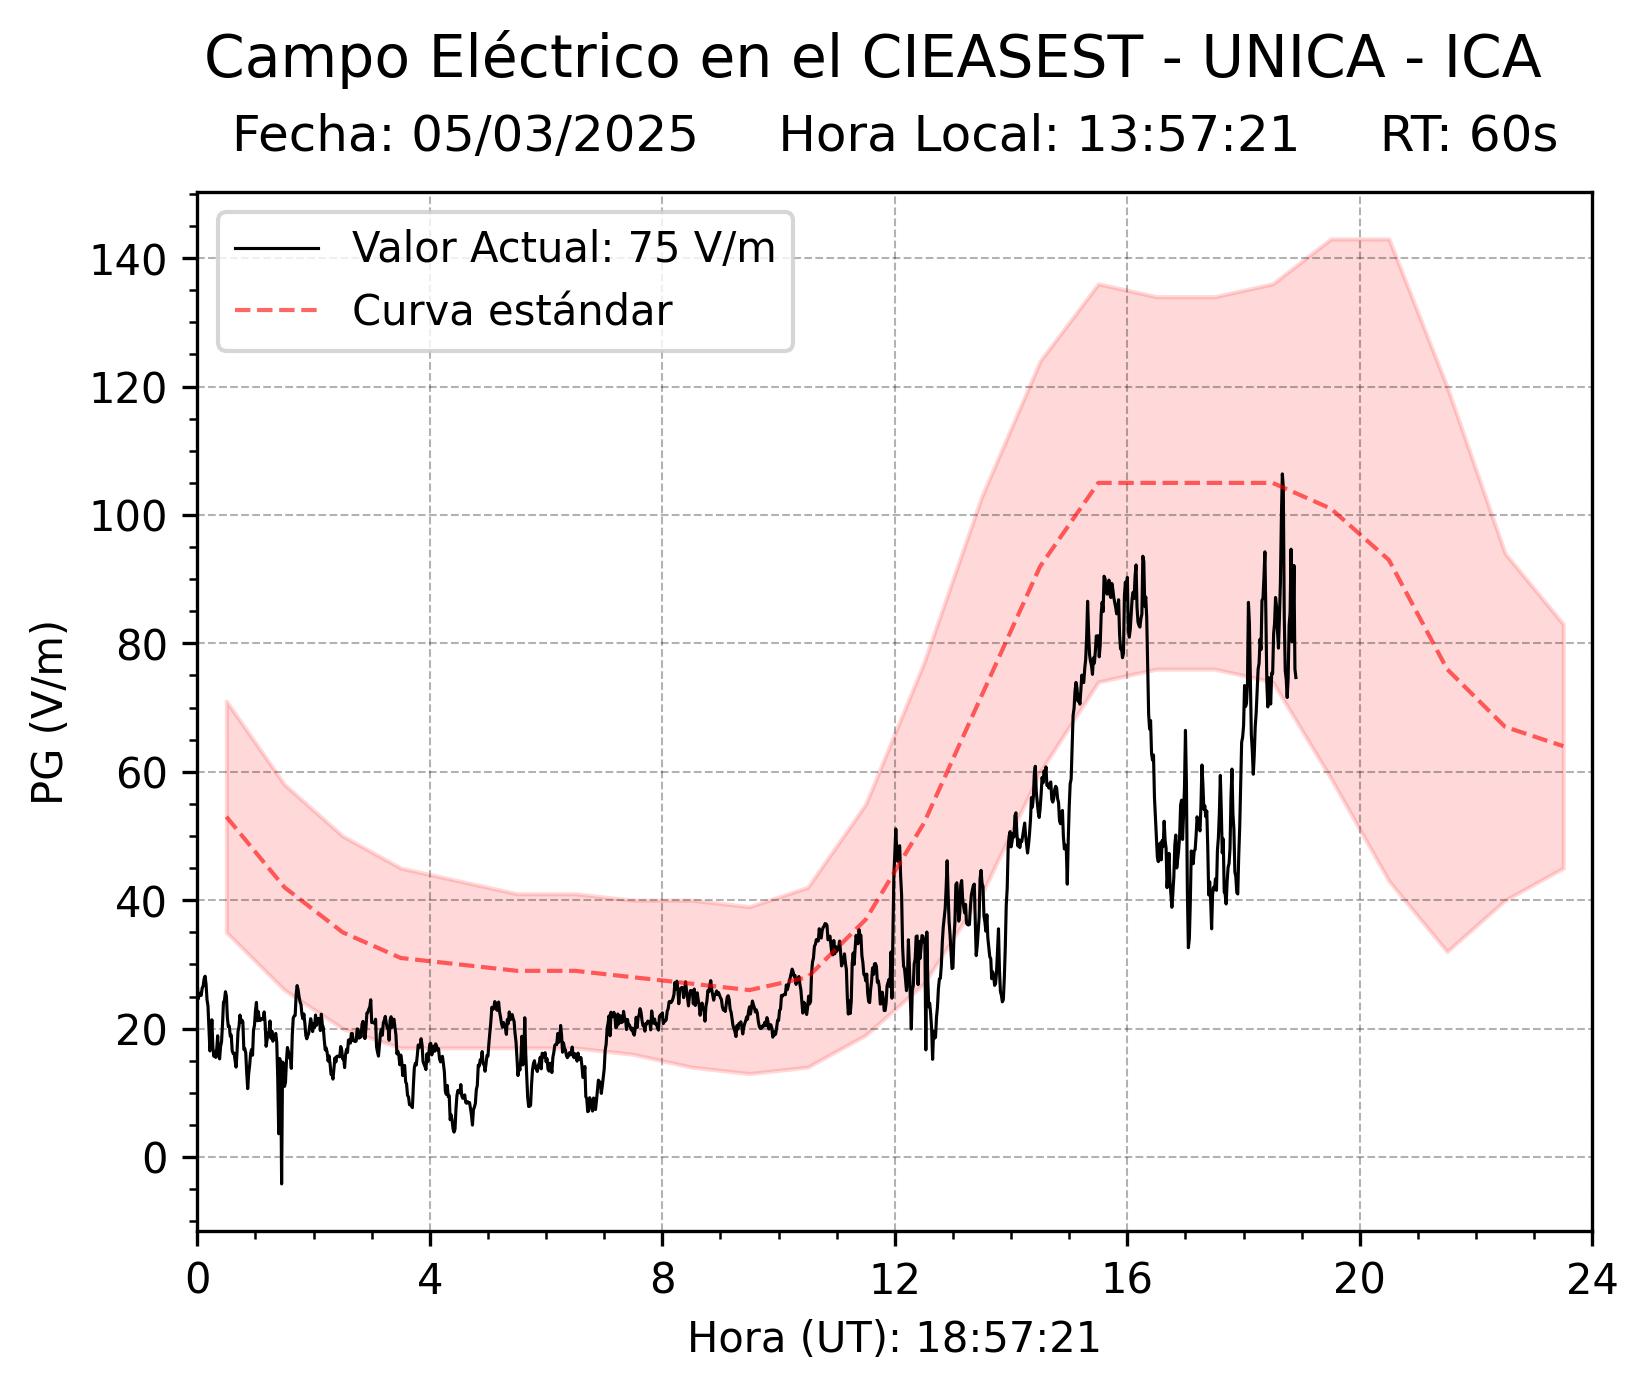 Campo Eléctrico en el CIEASEST - UNICA - ICA
Fecha: 05/03/2025 Hora Local: 13:57:21 RT: 60s
Valor Actual: 75 V/m
Curva estándar
PG (V/m)
140
120
100
80
60
40
20
0
0 4 8 12 16 20 24
Hora (UT): 18:57:21